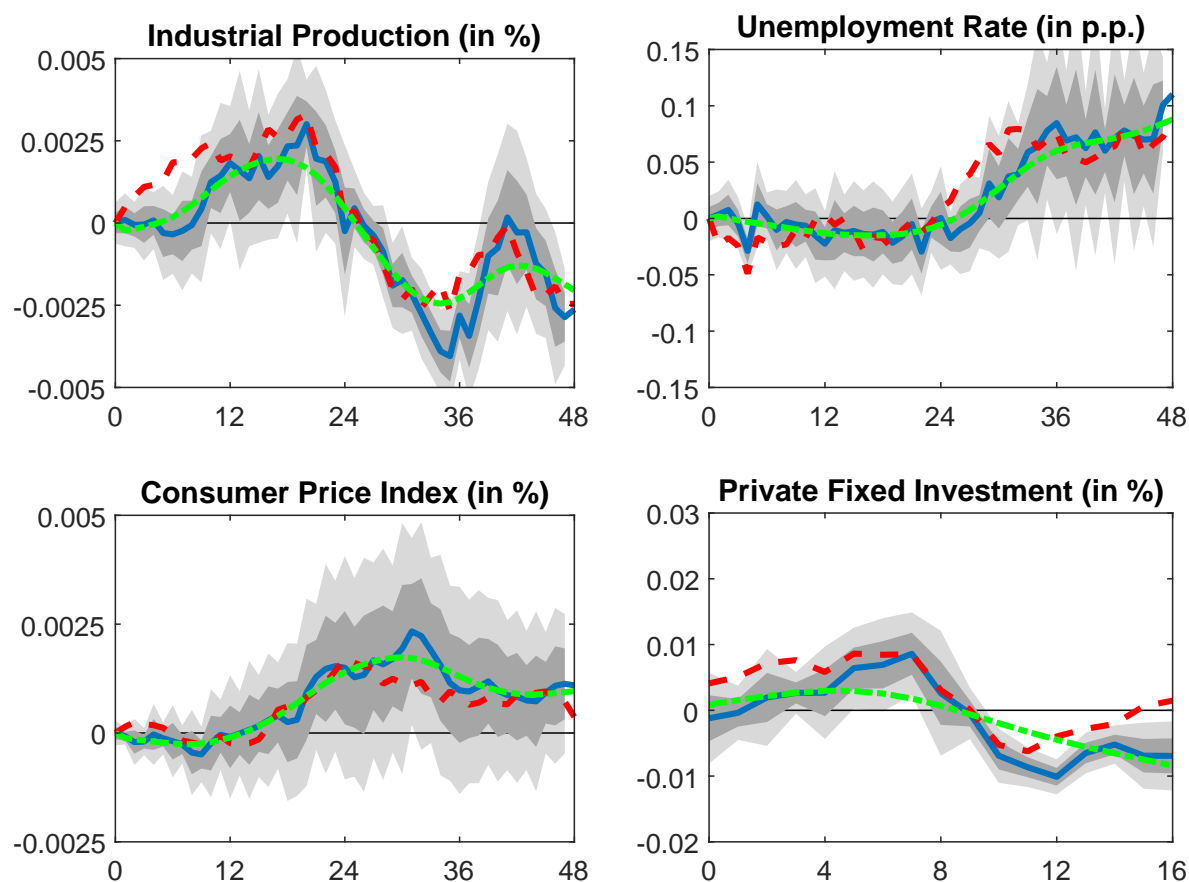 Industrial Production (in %)
0.005
0.0025
0
-0.0025
-0.005
0 12 24 36 48
Unemployment Rate (in p.p.)
0.15
0.1
0.05
0
-0.05
-0.1
-0.15
0 12 24 36 48
Consumer Price Index (in %)
0.005
0.0025
0
-0.0025
0 12 24 36 48
Private Fixed Investment (in %)
0.03
0.02
0.01
0
-0.01
-0.02
0 4 8 12 16